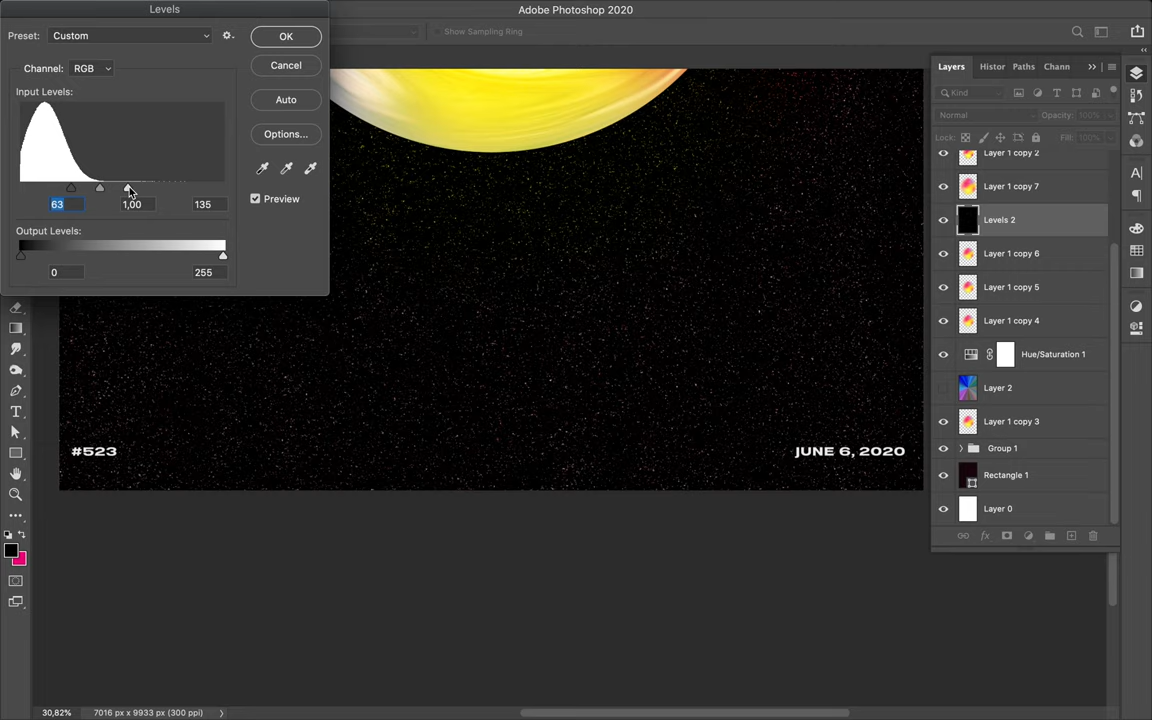 Levels
Adobe Photoshop 2020
Preset: Custom
OK
Show Sampling Ring
Channel: RGB
Cancel
Input Levels:
Auto
Options...
Preview
63 1,00 135
Output Levels:
0 255
Layers Histor Paths Chann
Kind
Normal Opacity: 100%
Lock: Fill: 100%
Layer 1 copy 2
Layer 1 copy 7
Levels 2
Layer 1 copy 6
Layer 1 copy 5
Layer 1 copy 4
Hue/Saturation 1
Layer 2
Layer 1 copy 3
Group 1
Rectangle 1
Layer 0
#523 JUNE 6, 2020
30,82% 7016 px x 9933 px (300 ppi)